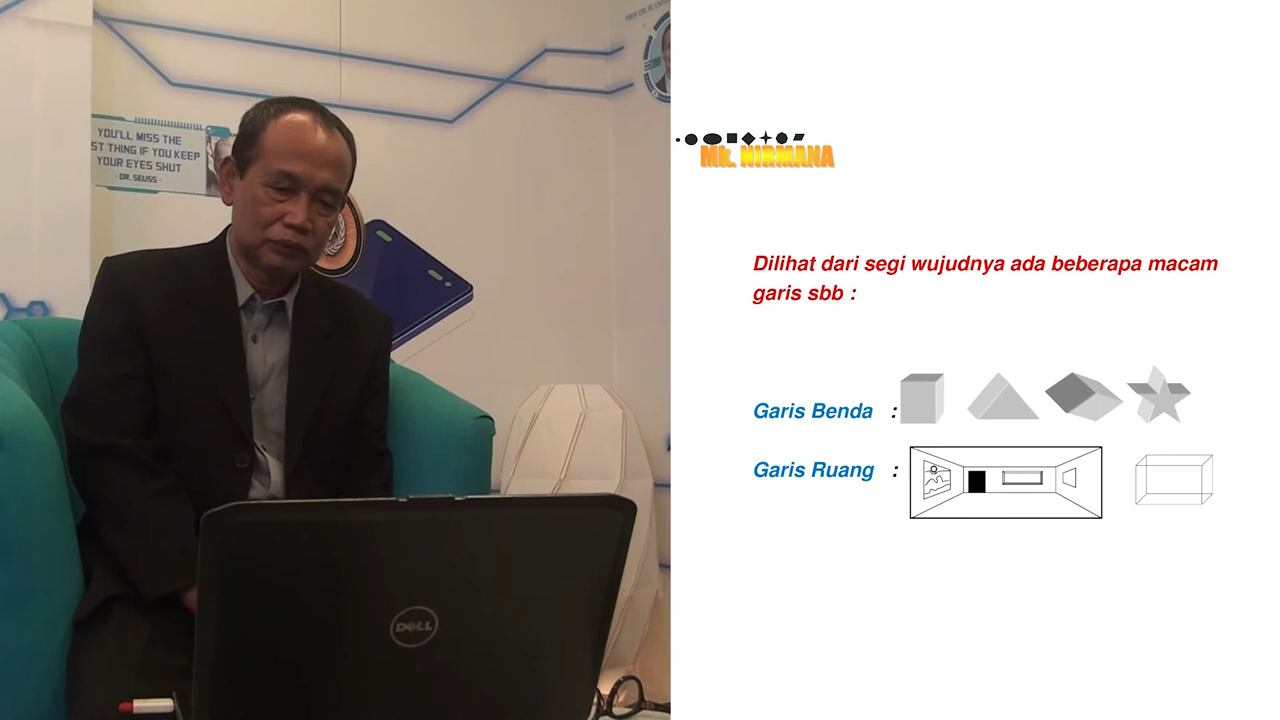 YOU'LL MISS THE
ST THING IF YOU KEEP
YOUR EYES SHUT
- DR. SEUSS -
DELL
Mk. NIRMANA
Dilihat dari segi wujudnya ada beberapa macam
garis sbb :
Garis Benda :
Garis Ruang :